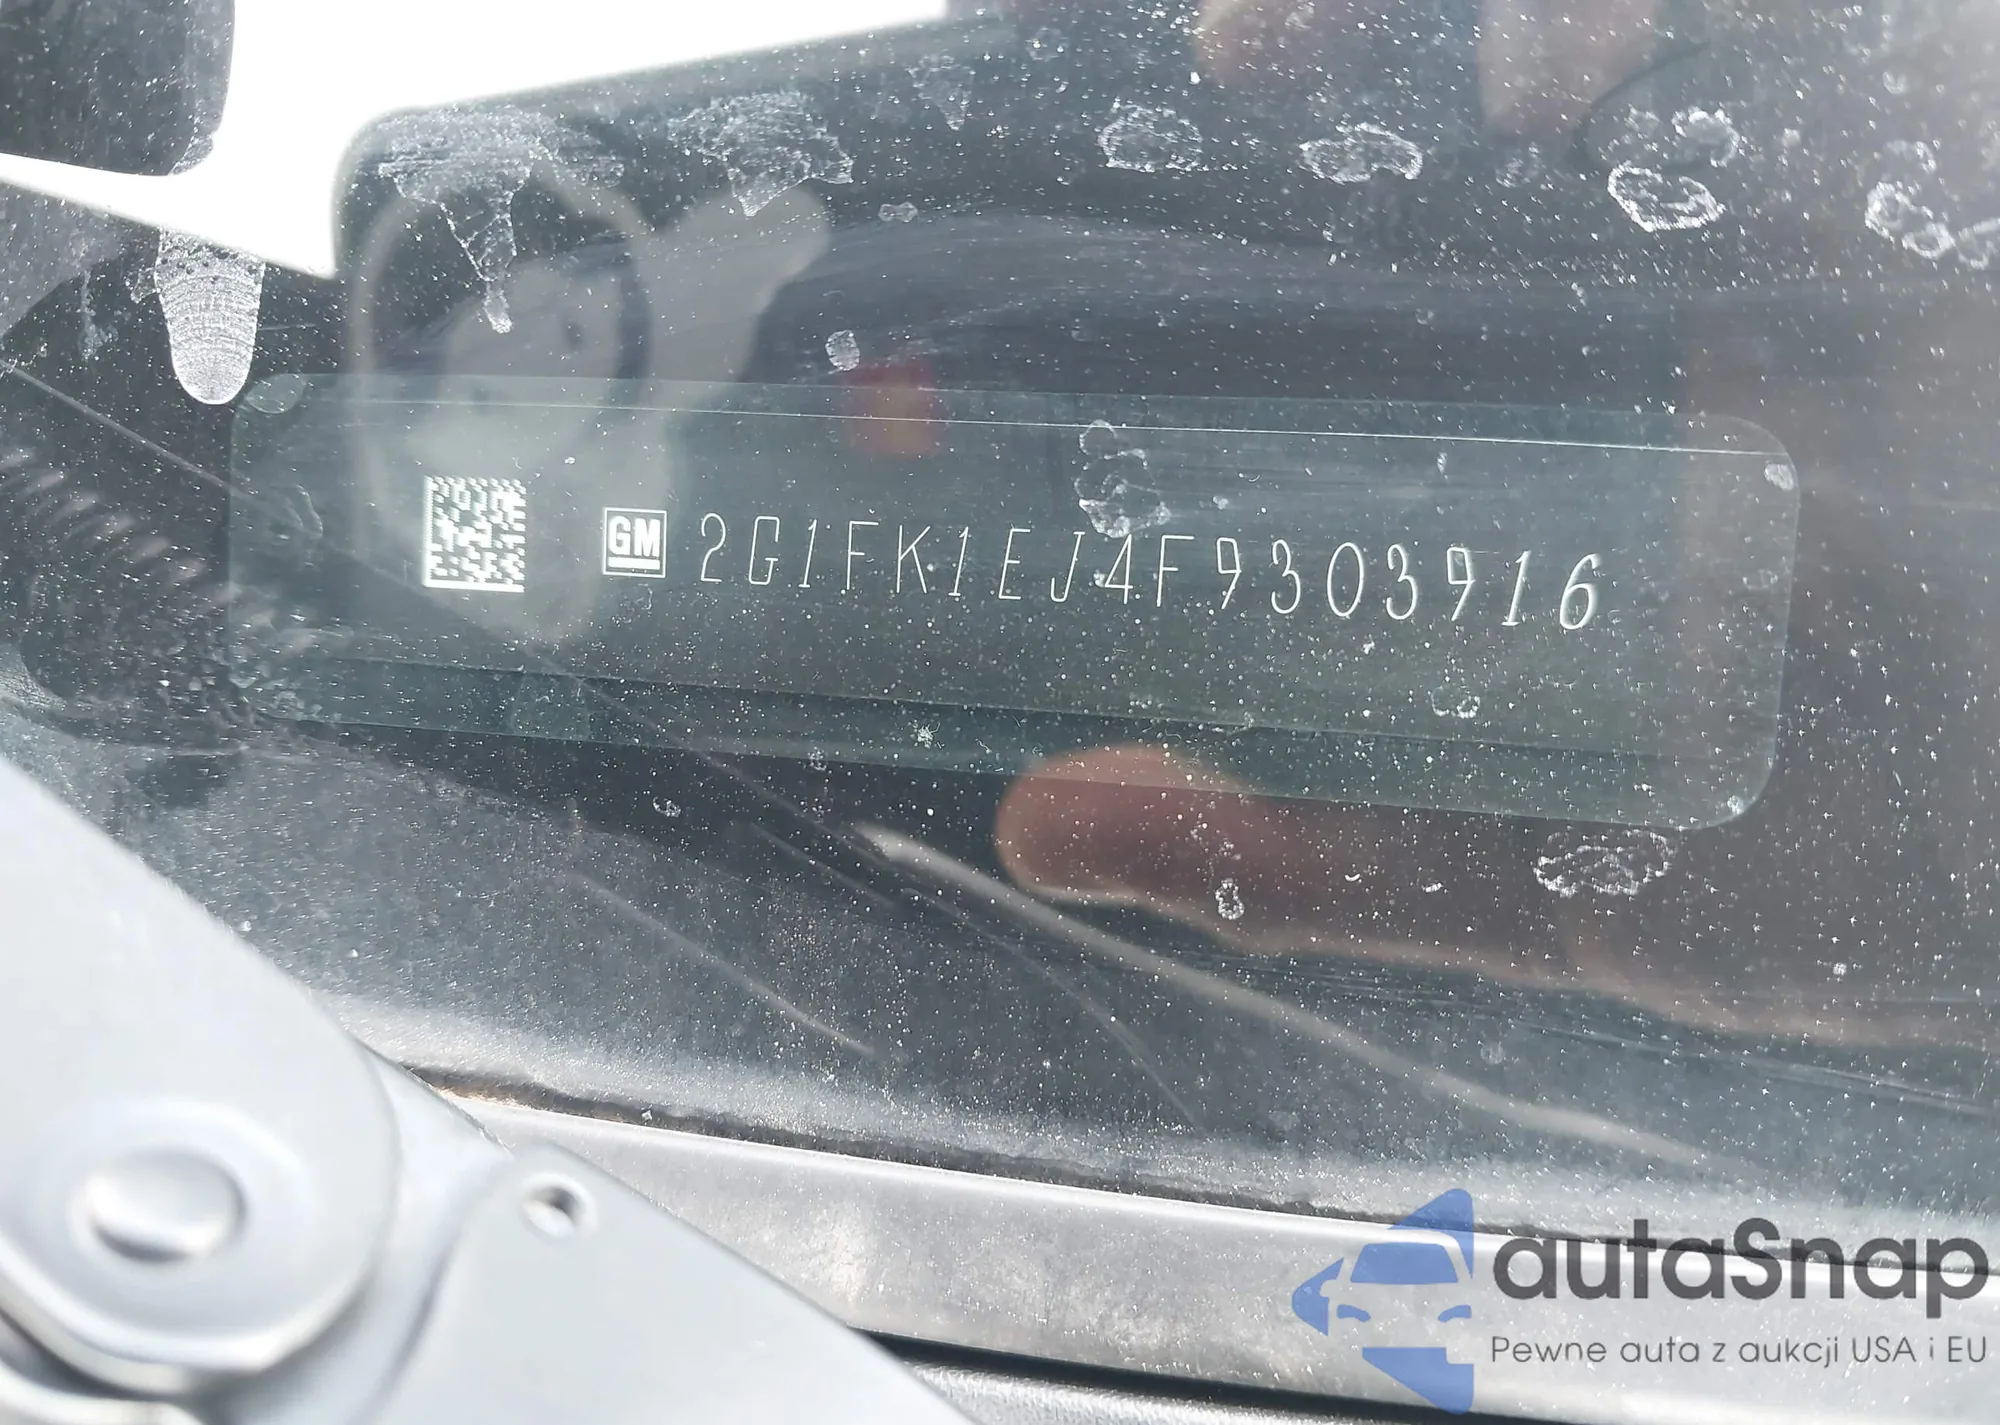 GM 2G1FK1EJ4F9303916
autaSnap
Pewne auta z aukcji USA i EU